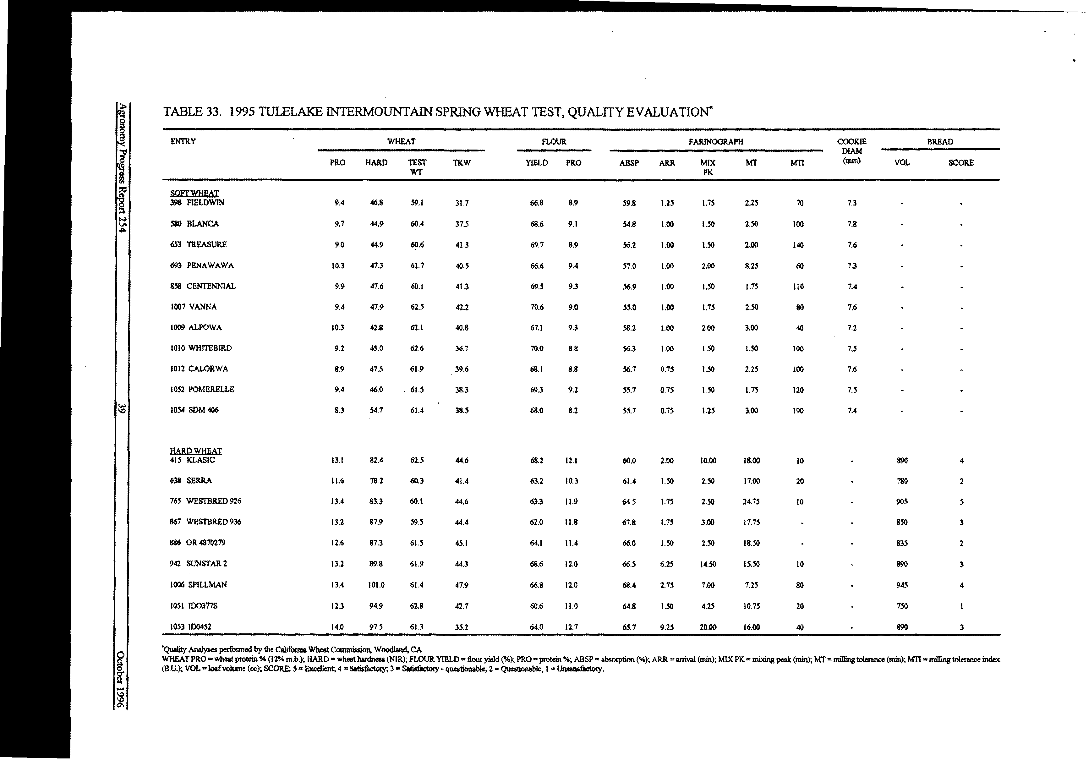 TABLE 33. 1995 TULELAKE INTERMOUNTAIN SPRING WHEAT TEST, QUALITY EVALUATION*
ENTRY WHEAT FLOUR FARINOGRAPH COOKIE DIAM (mm) BREAD
PRO HARD TEST WT TKW YIELD PRO ABSP ARR MIX PK MT MTI VOL SCORE
SOFT WHEAT
398 FIELDWIN 9.4 46.8 59.1 31.7 66.8 8.9 59.8 1.25 1.75 2.25 70 7.3 - -
580 BLANCA 9.7 44.9 60.4 37.5 68.6 9.1 54.8 1.00 1.50 2.50 100 7.8 - -
653 TREASURE 9.0 44.9 60.6 41.3 69.7 8.9 56.2 1.00 1.50 2.00 140 7.6 - -
693 PENAWAWA 10.3 47.3 61.7 40.5 66.6 9.4 57.0 1.00 2.00 8.25 60 7.3 - -
858 CENTENNIAL 9.9 47.6 60.1 41.3 69.5 9.3 56.9 1.00 1.50 1.75 110 7.4 - -
1007 VANNA 9.4 47.9 62.5 42.2 70.6 9.0 55.0 1.00 1.75 2.50 80 7.6 - -
1009 ALPOWA 10.3 42.8 62.1 40.8 67.1 9.3 58.2 1.00 2.00 3.00 40 7.2 - -
1010 WHITEBIRD 9.2 45.0 62.6 36.7 70.0 8.8 56.3 1.00 1.50 1.50 100 7.5 - -
1012 CALORWA 8.9 47.5 61.9 39.6 68.1 8.8 56.7 0.75 1.50 2.25 100 7.6 - -
1052 POMERELLE 9.4 46.0 61.5 38.3 69.3 9.2 55.7 0.75 1.50 1.75 120 7.5 - -
1054 SDM 406 8.3 54.7 61.4 38.5 68.0 8.2 55.7 0.75 1.25 3.00 190 7.4 - -
HARD WHEAT
415 KLASIC 13.1 82.4 62.5 44.6 68.2 12.1 60.0 2.00 10.00 18.00 10 - 896 4
638 SERRA 11.6 78.2 60.3 41.4 63.2 10.3 61.4 1.50 2.50 17.00 20 - 780 2
765 WESTBRED 926 13.4 83.3 60.1 44.6 63.3 11.9 64.5 1.75 2.50 24.75 10 - 905 5
867 WESTBRED 936 13.2 87.9 59.5 44.4 62.0 11.8 67.8 1.75 3.00 17.75 - - 850 3
886 OR 4870279 12.6 87.3 61.5 45.1 64.1 11.4 66.0 1.50 2.50 18.50 - - 835 2
942 SUNSTAR 2 13.2 89.8 61.9 44.3 68.6 12.0 66.5 6.25 14.50 15.50 10 - 890 3
1006 SPILLMAN 13.4 101.0 61.4 47.9 66.8 12.0 68.4 2.75 7.00 7.25 80 - 945 4
1051 IDO377S 12.3 94.9 62.8 42.7 60.6 11.0 64.8 1.50 4.25 10.75 20 - 750 1
1053 ID0452 14.0 97.5 61.3 35.2 64.0 12.7 65.7 9.25 20.00 16.00 40 - 890 3
*Quality Analyses performed by the California Wheat Commission, Woodland, CA
WHEAT PRO = wheat protein % (12% m.b.); HARD = wheat hardness (NIR); FLOUR YIELD = flour yield (%); PRO = protein %; ABSP = absorption (%); ARR = arrival (min); MIX PK = mixing peak (min); MT = milling tolerance (min); MTI = milling tolerance index
(B.U.); VOL = loaf volume (cc); SCORE: 5 = Excellent; 4 = Satisfactory; 3 = Satisfactory - questionable, 2 = Questionable, 1 = Unsatisfactory.
Agronomy Progress Report 254
39
October 1996